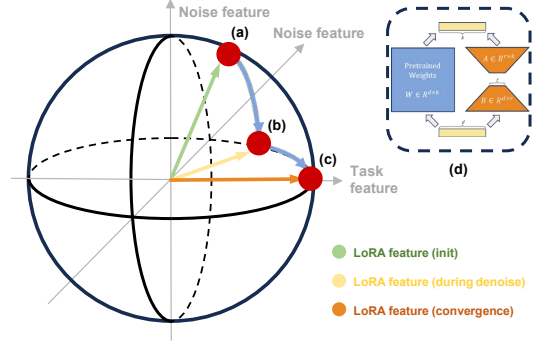 Noise feature
Noise feature
(a)
(b)
(c)
Task
feature
Pretrained
Weights
W ∈ R^{d×k}
A ∈ R^{r×k}
r
B ∈ R^{d×r}
d
(d)
LoRA feature (init)
LoRA feature (during denoise)
LoRA feature (convergence)